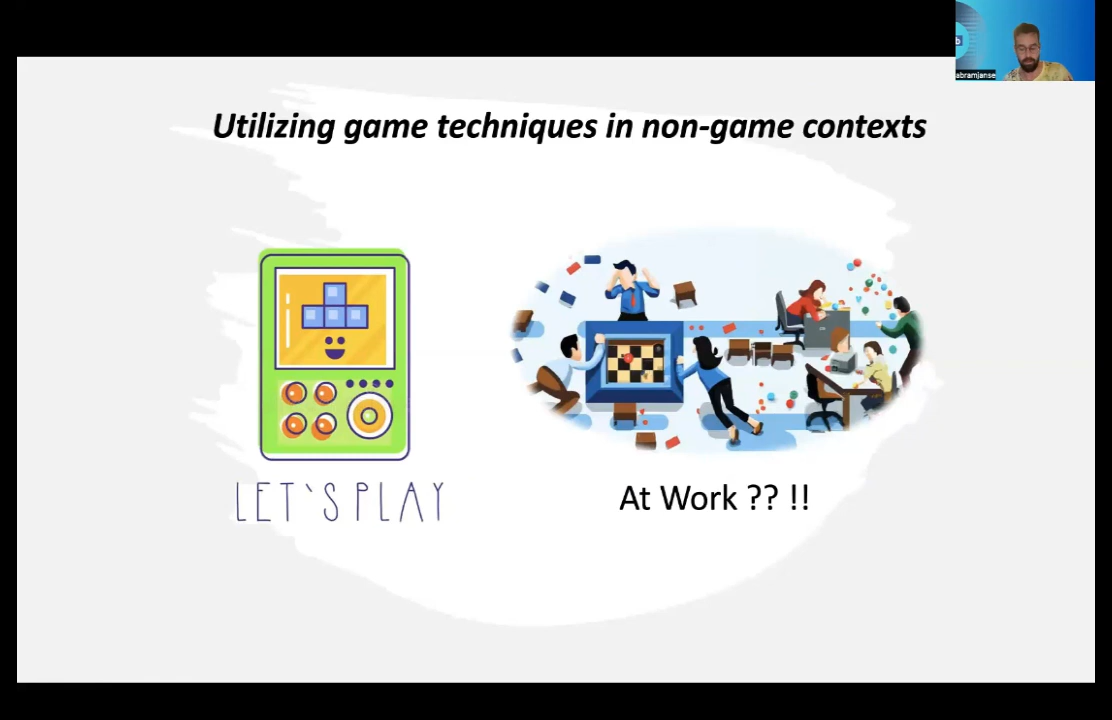 b
abramjanse
Utilizing game techniques in non-game contexts
LET`S PLAY
At Work ?? !!